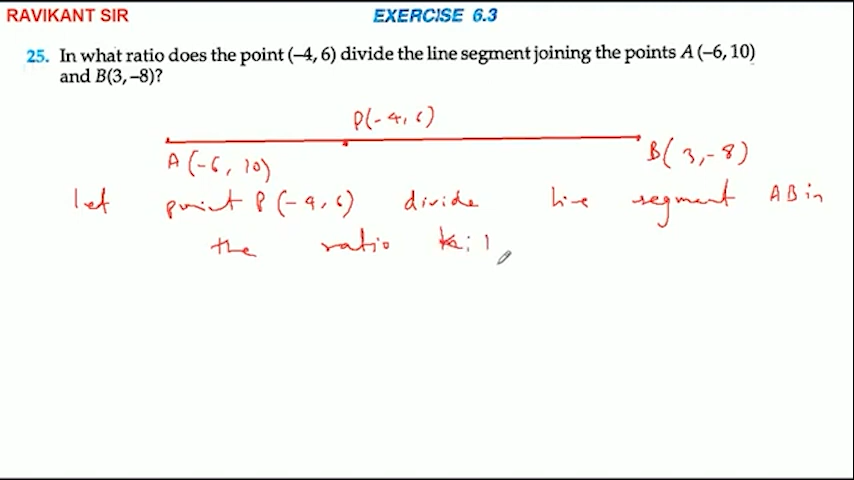 RAVIKANT SIR
EXERCISE 6.3
25. In what ratio does the point (–4, 6) divide the line segment joining the points A (–6, 10)
and B(3, –8)?
P(-4, 6)
A(-6, 10)
B(3, -8)
let point P(-4, 6) divide line segment AB in
the ratio k:1